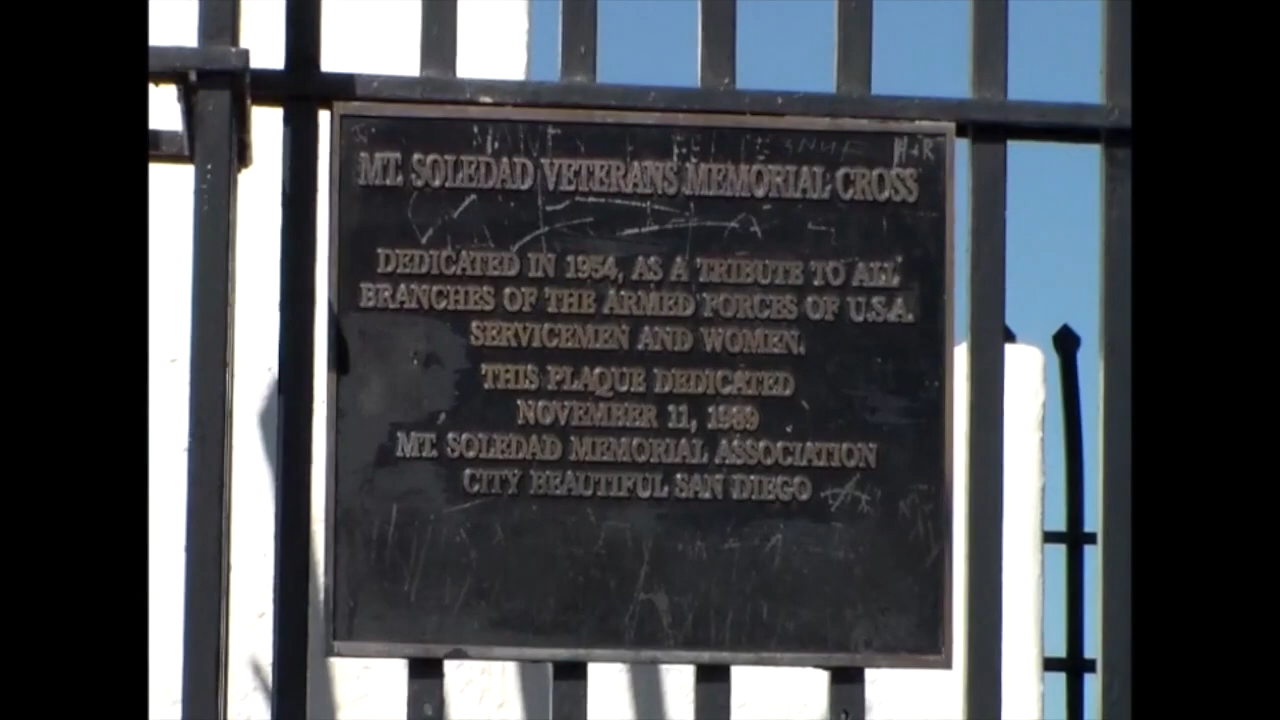 MT. SOLEDAD VETERANS MEMORIAL CROSS
DEDICATED IN 1954, AS A TRIBUTE TO ALL
BRANCHES OF THE ARMED FORCES OF U.S.A.
SERVICEMEN AND WOMEN.
THIS PLAQUE DEDICATED
NOVEMBER 11, 1989
MT. SOLEDAD MEMORIAL ASSOCIATION
CITY BEAUTIFUL SAN DIEGO